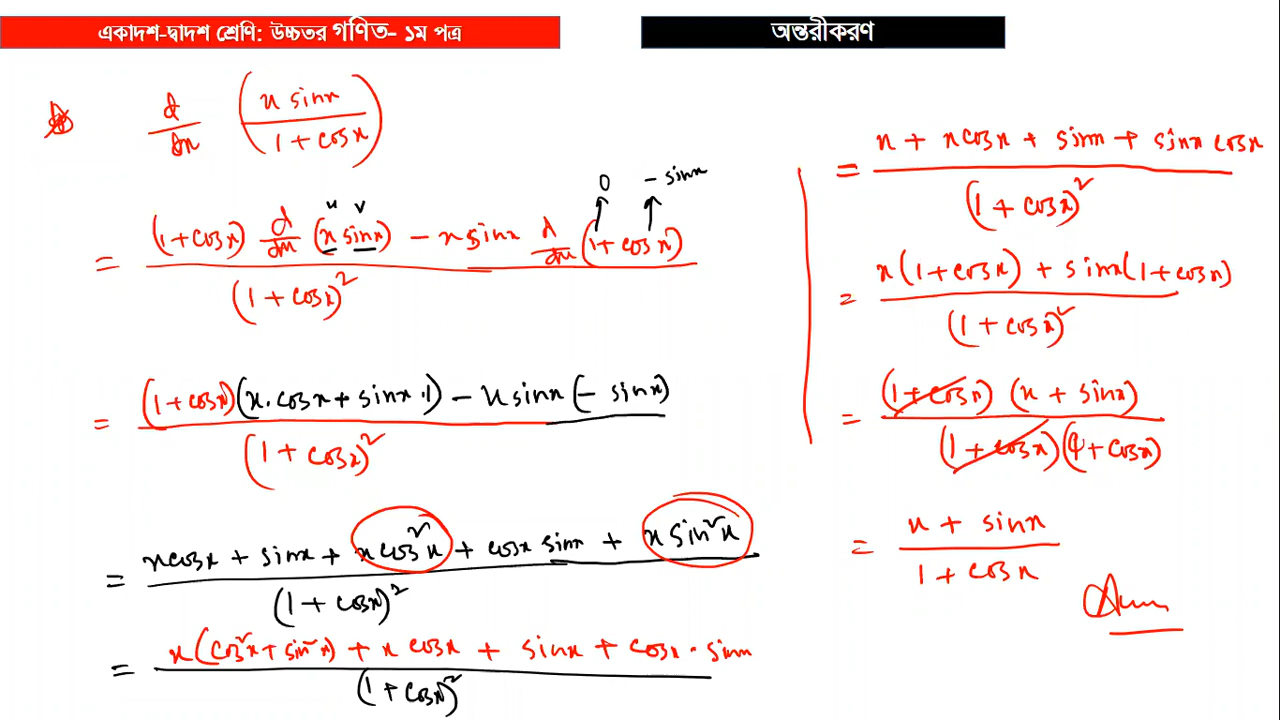 একাদশ-দ্বাদশ শ্রেণি: উচ্চতর গণিত- ১ম পত্র
অন্তরীকরণ
d/dx (x sinx / 1 + cosx)
u v 0 - sinx
= (1+cosx) d/dx (x sinx) - x sinx d/dx (1 + cosx) / (1 + cosx)²
= (1+cosx)(x.cosx + sinx.1) - x sinx (- sinx) / (1 + cosx)²
= xcosx + sinx + x cos²x + cosx sinx + x sin²x / (1 + cosx)²
= x(cos²x + sin²x) + x cosx + sinx + cosx . sinx / (1 + cosx)²
= x + xcosx + sinx + sinx cosx / (1 + cosx)²
= x(1+cosx) + sinx(1+cosx) / (1 + cosx)²
= (1+cosx) (x + sinx) / (1 + cosx)(1+cosx)
= x + sinx / 1 + cosx